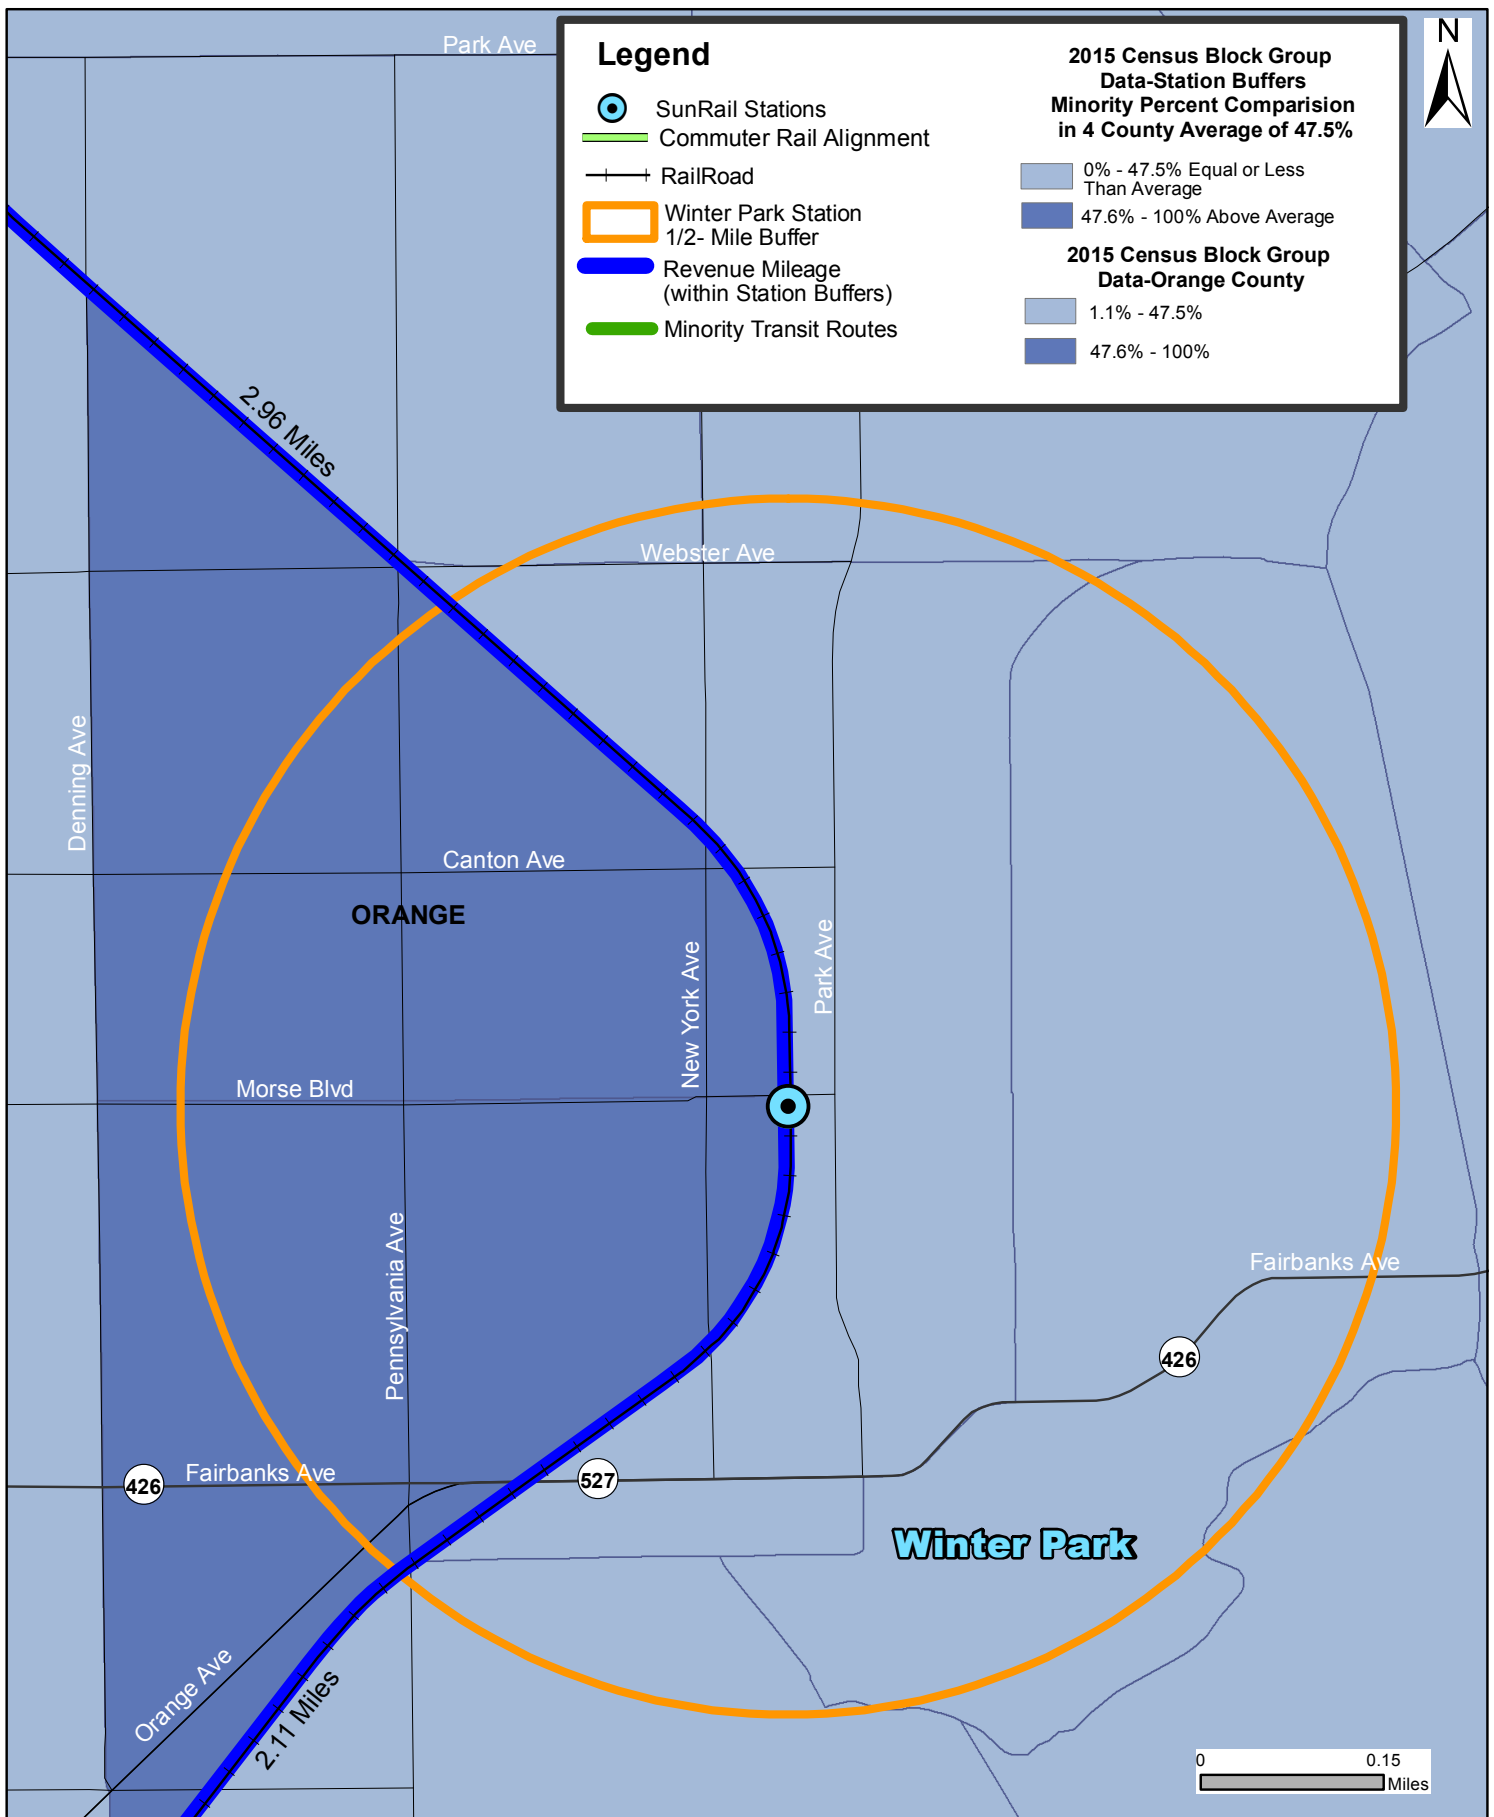 Park Ave
Legend
SunRail Stations
Commuter Rail Alignment
RailRoad
Winter Park Station
1/2- Mile Buffer
Revenue Mileage
(within Station Buffers)
Minority Transit Routes
2015 Census Block Group
Data-Station Buffers
Minority Percent Comparision
in 4 County Average of 47.5%
0% - 47.5% Equal or Less
Than Average
47.6% - 100% Above Average
2015 Census Block Group
Data-Orange County
1.1% - 47.5%
47.6% - 100%
N
2.96 Miles
Webster Ave
Denning Ave
Canton Ave
ORANGE
New York Ave
Park Ave
Morse Blvd
Pennsylvania Ave
Fairbanks Ave
426
426
Fairbanks Ave
527
Winter Park
Orange Ave
2.11 Miles
0 0.15
Miles